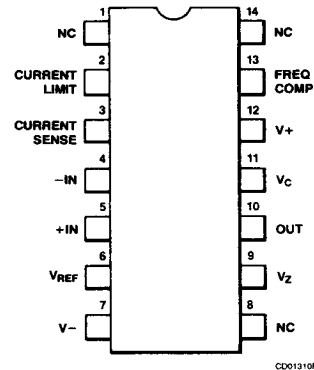 1 14
NC NC
2 13
CURRENT LIMIT FREQ COMP
3 12
CURRENT SENSE V+
4 11
−IN VC
5 10
+IN OUT
6 9
VREF VZ
7 8
V− NC
CD01310I